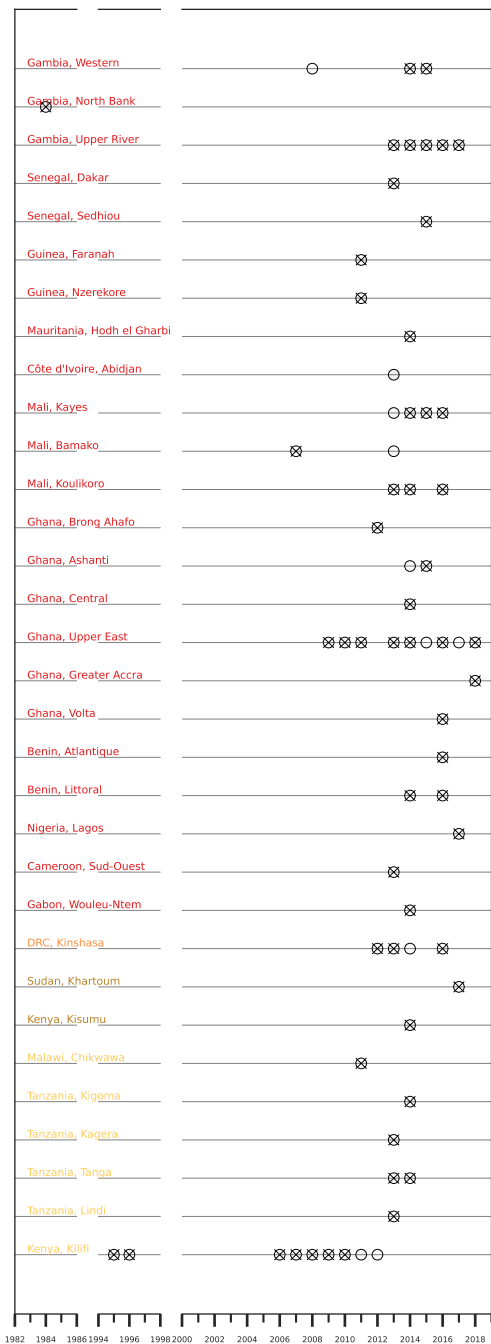 Gambia, Western
Gambia, North Bank
Gambia, Upper River
Senegal, Dakar
Senegal, Sedhiou
Guinea, Faranah
Guinea, Nzerekore
Mauritania, Hodh el Gharbi
Côte d'Ivoire, Abidjan
Mali, Kayes
Mali, Bamako
Mali, Koulikoro
Ghana, Brong Ahafo
Ghana, Ashanti
Ghana, Central
Ghana, Upper East
Ghana, Greater Accra
Ghana, Volta
Benin, Atlantique
Benin, Littoral
Nigeria, Lagos
Cameroon, Sud-Ouest
Gabon, Wouleu-Ntem
DRC, Kinshasa
Sudan, Khartoum
Kenya, Kisumu
Malawi, Chikwawa
Tanzania, Kigoma
Tanzania, Kagera
Tanzania, Tanga
Tanzania, Lindi
Kenya, Kilifi
1982 1984 1986 1994 1996 1998 2000 2002 2004 2006 2008 2010 2012 2014 2016 2018